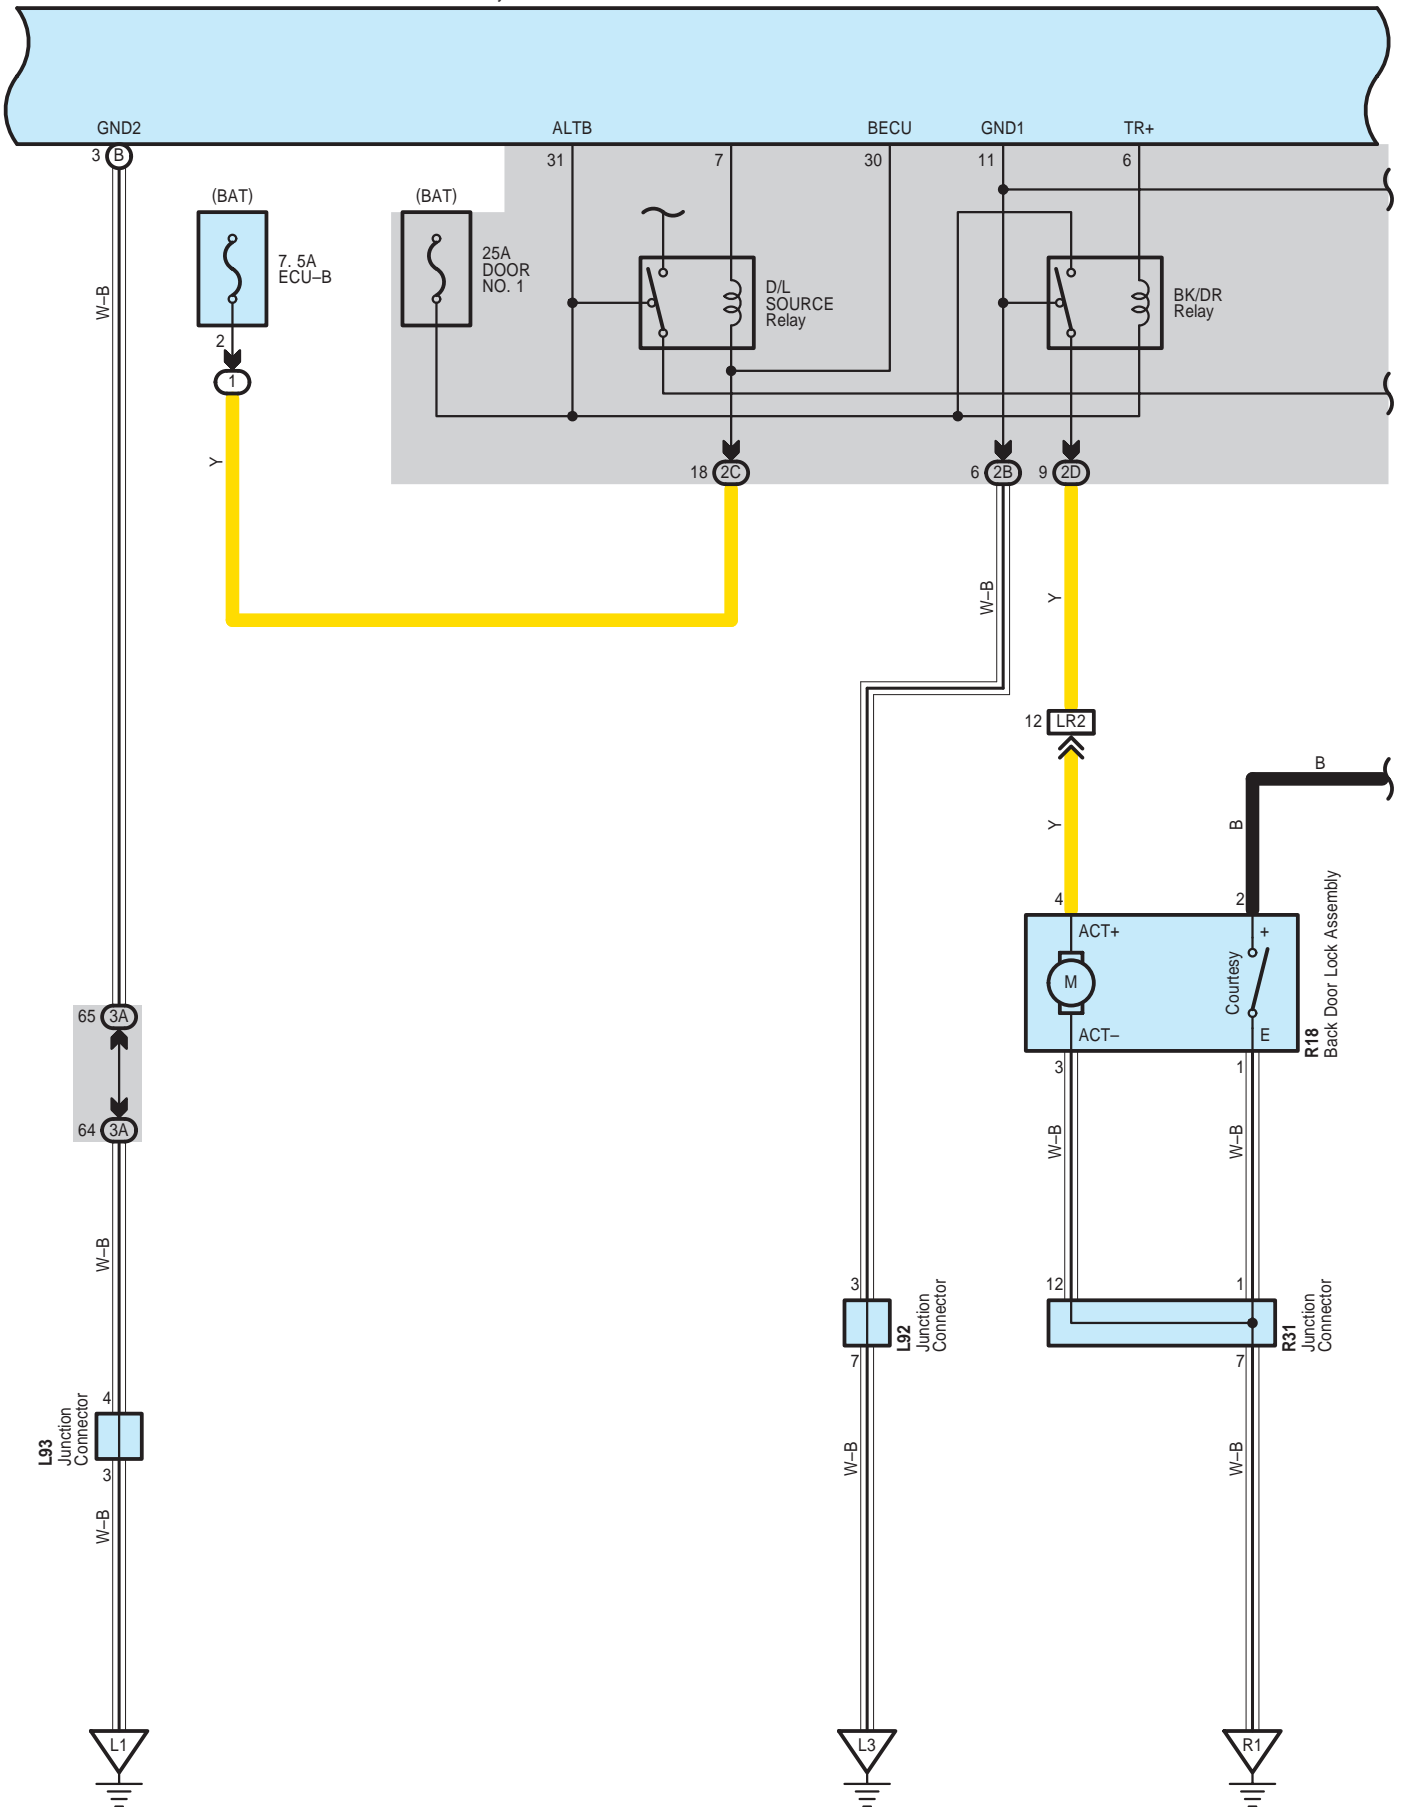 GND2 ALTB BECU GND1 TR+
3 B 31 7 30 11 6
(BAT) (BAT)
7. 5A
ECU–B
25A
DOOR
NO. 1
D/L
SOURCE
Relay
BK/DR
Relay
W–B
2
1
Y
18 2C 6 2B 9 2D
W–B
Y
12 LR2
B
Y
B
4 2
ACT+ +
M
Courtesy
ACT– E
R18
Back Door Lock Assembly
3 1
65 3A
64 3A
W–B
W–B
W–B
3
12 1
L92
Junction
Connector
R31
Junction
Connector
7
7
4
L93
Junction
Connector
3
W–B
W–B
W–B
L1
L3
R1